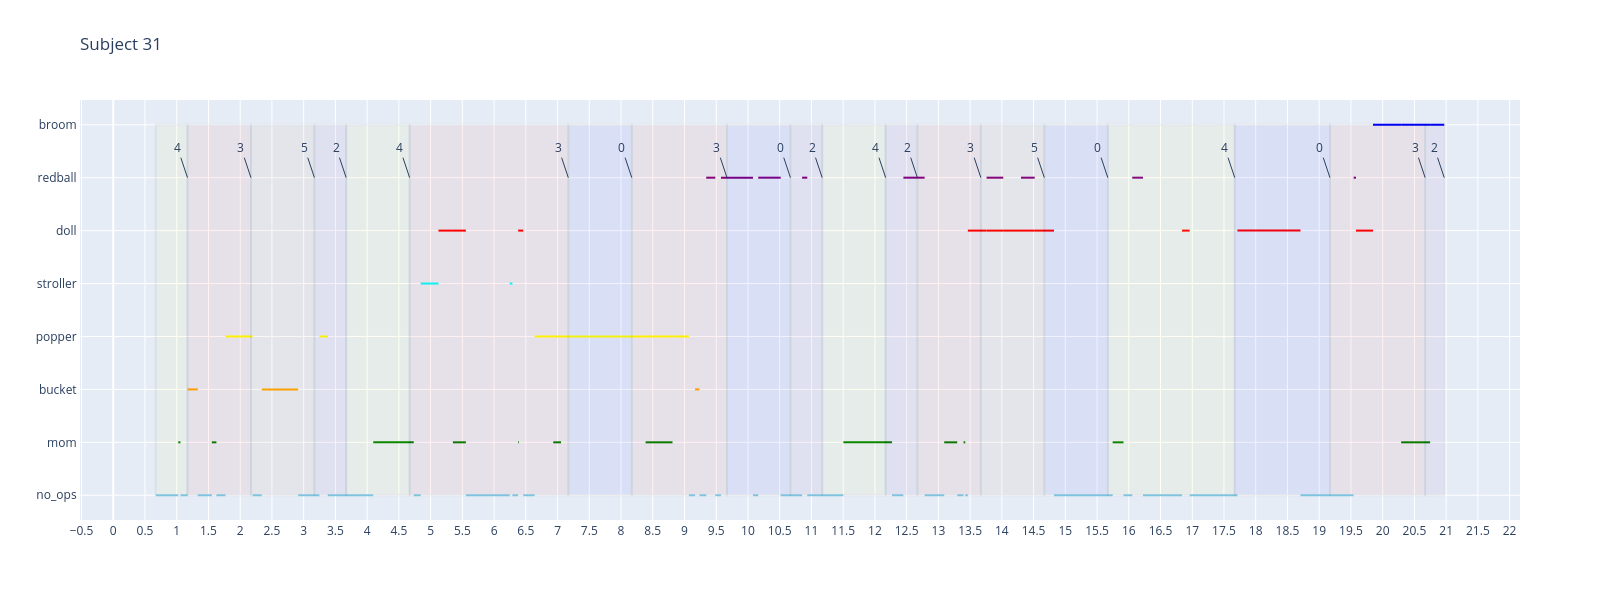 Subject 31
broom
4 3 5 2 4 3 0 3 0 2 4 2 3 5 0 4 0 3 2
redball
doll
stroller
popper
bucket
mom
no_ops
−0.5 0 0.5 1 1.5 2 2.5 3 3.5 4 4.5 5 5.5 6 6.5 7 7.5 8 8.5 9 9.5 10 10.5 11 11.5 12 12.5 13 13.5 14 14.5 15 15.5 16 16.5 17 17.5 18 18.5 19 19.5 20 20.5 21 21.5 22